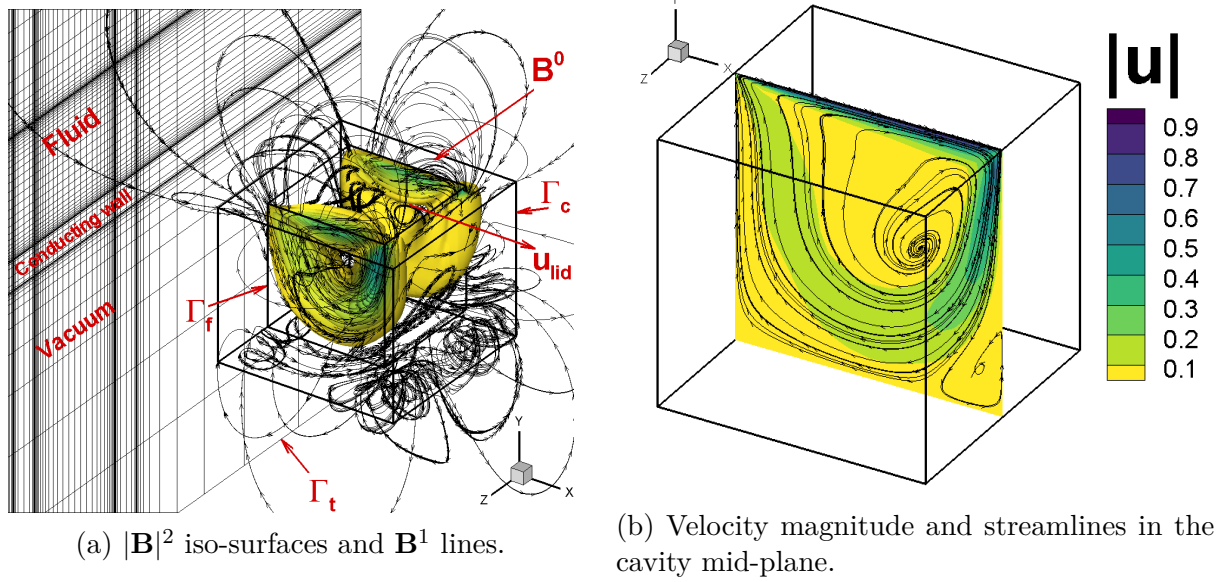 Fluid
Conducting wall
Vacuum
B⁰
Γc
u_lid
Γf
Γt
Y
X
Z
(a) |B|² iso-surfaces and B¹ lines.
X
Z
|u|
0.9
0.8
0.7
0.6
0.5
0.4
0.3
0.2
0.1
(b) Velocity magnitude and streamlines in the
cavity mid-plane.